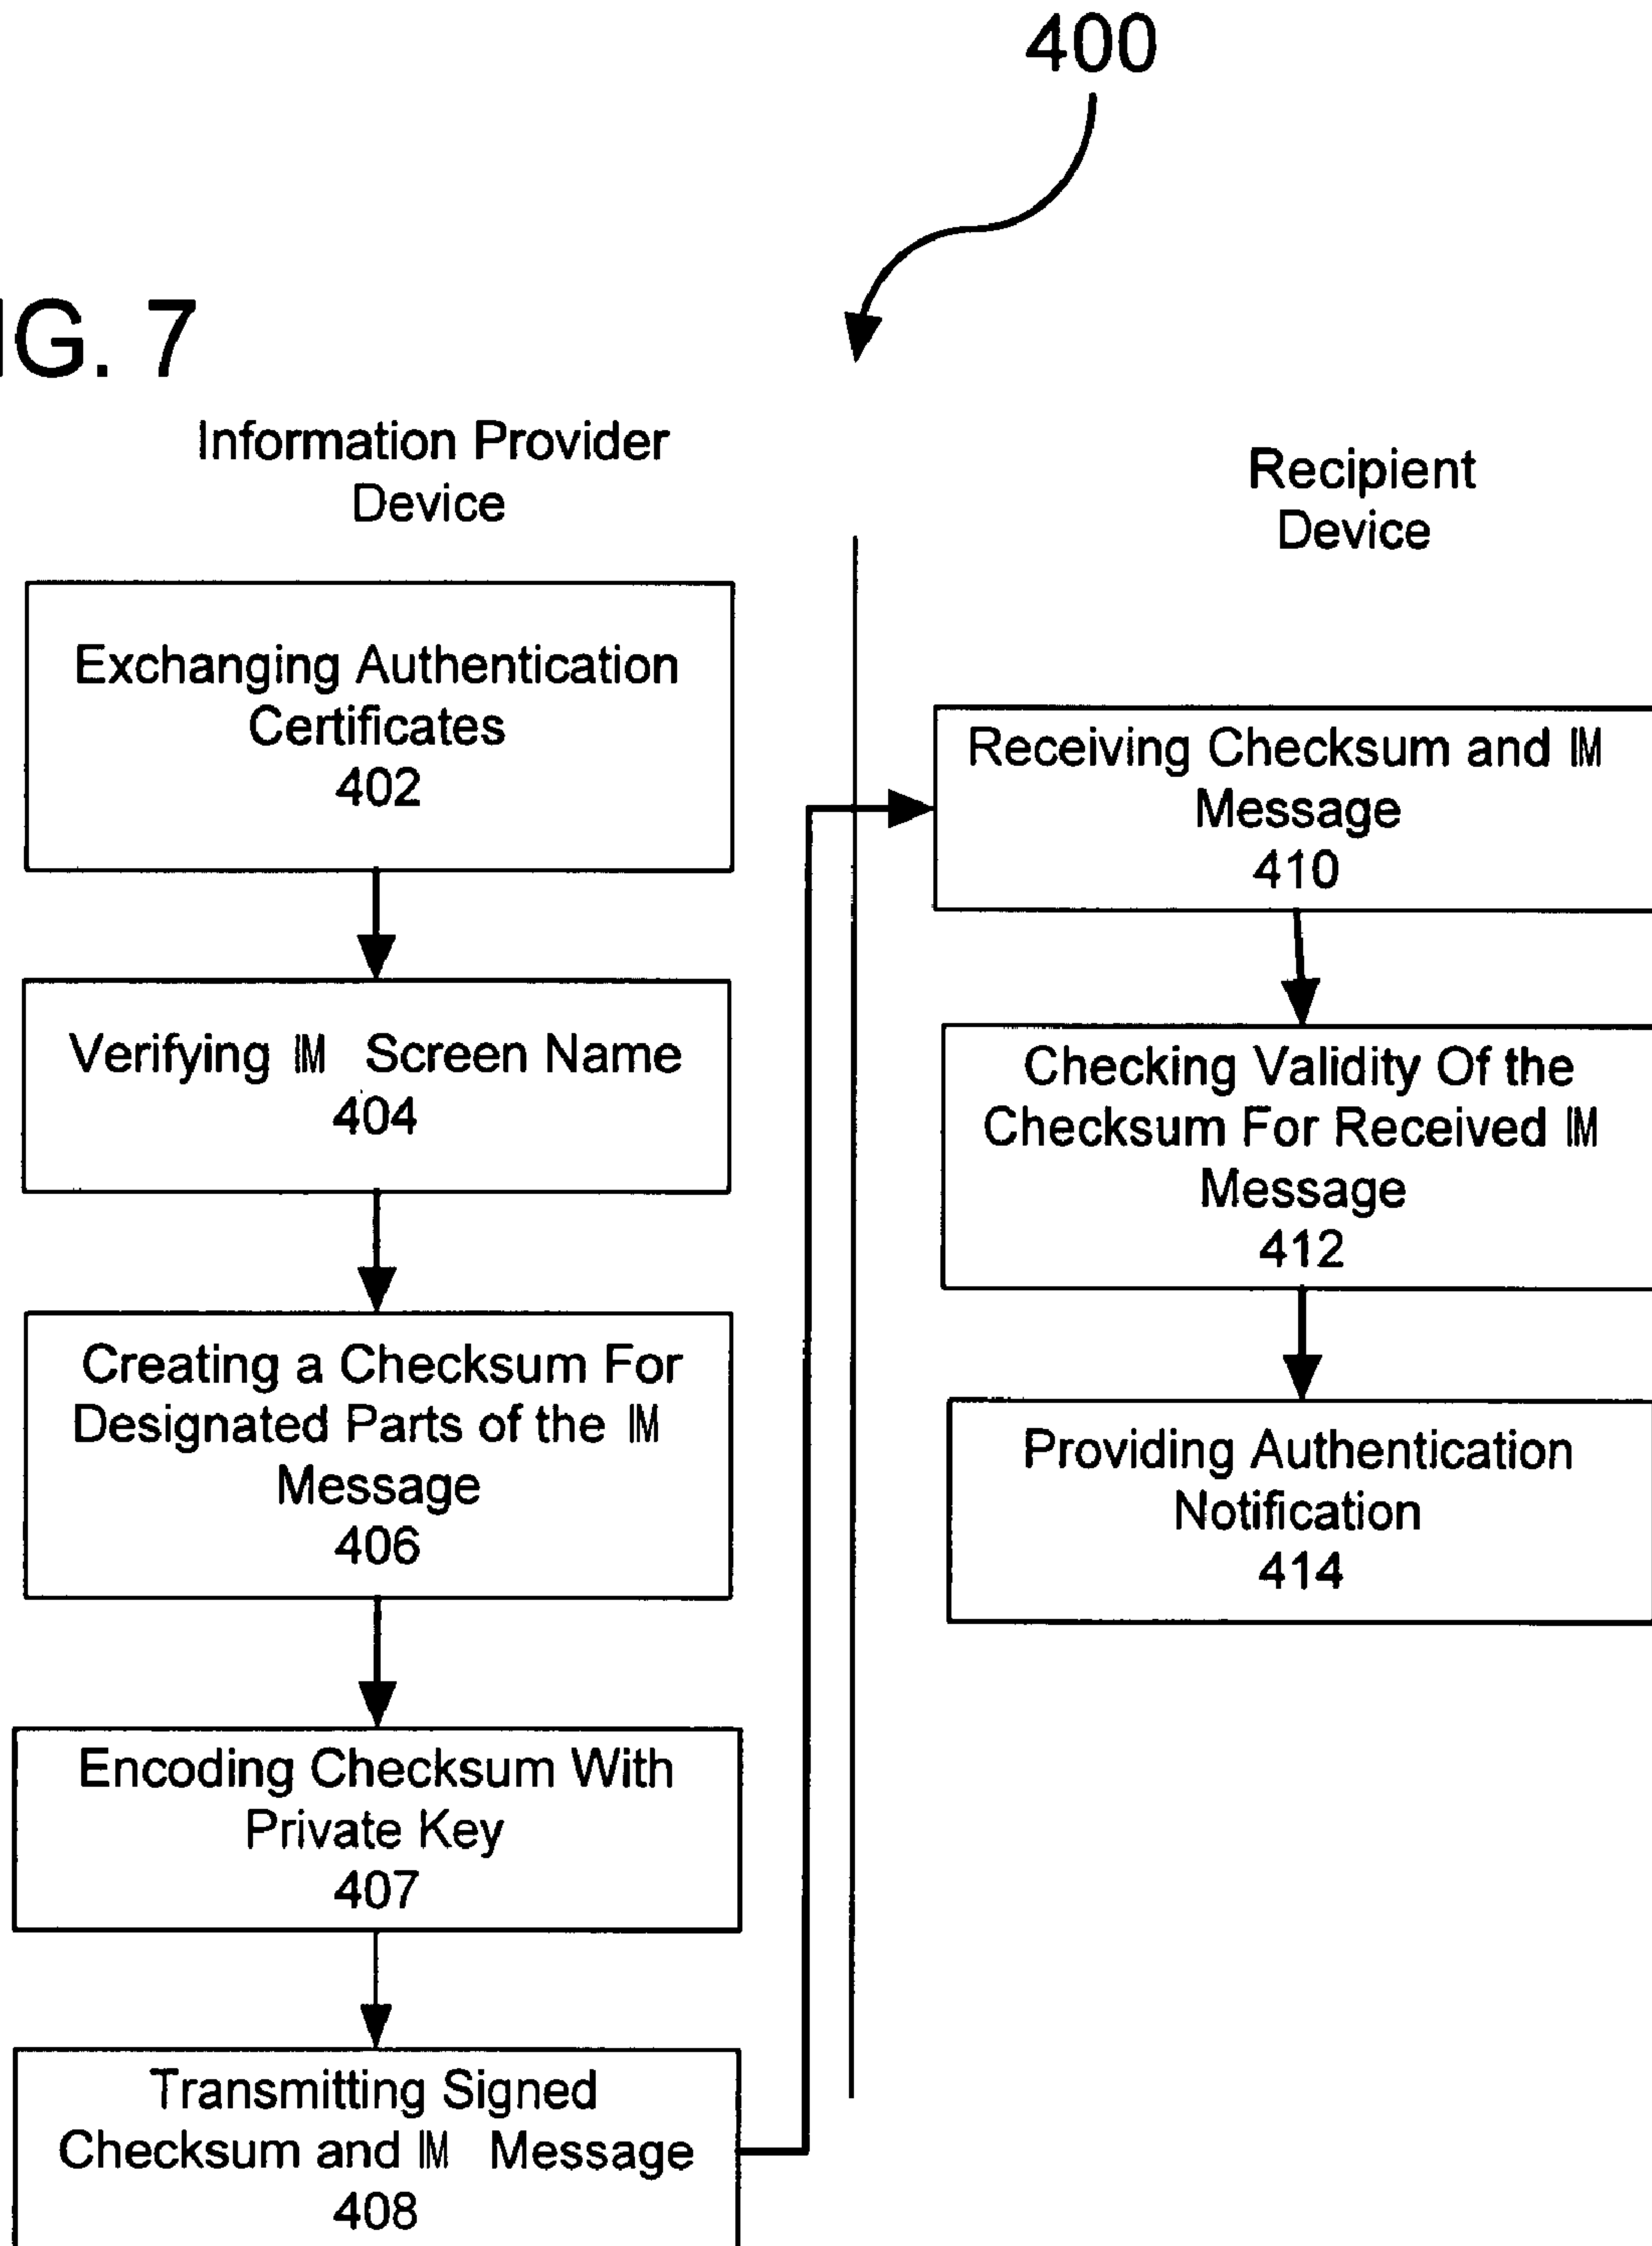 400
IG. 7
Information Provider
Device
Exchanging Authentication
Certificates
402
Verifying IM Screen Name
404
Creating a Checksum For
Designated Parts of the IM
Message
406
Encoding Checksum With
Private Key
407
Transmitting Signed
Checksum and IM Message
408
Recipient
Device
Receiving Checksum and IM
Message
410
Checking Validity Of the
Checksum For Received IM
Message
412
Providing Authentication
Notification
414